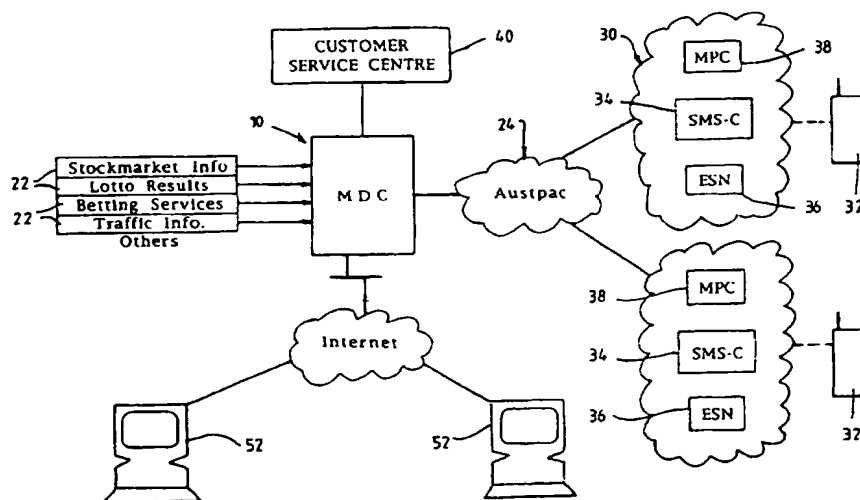 CUSTOMER
SERVICE CENTRE
40
30
MPC
38
34
SMS-C
ESN
36
32
10
MDC
24
Austpac
22
Stockmarket Info
22
Lotto Results
22
Betting Services
Traffic Info.
Others
38
MPC
34
SMS-C
36
ESN
32
Internet
52
52